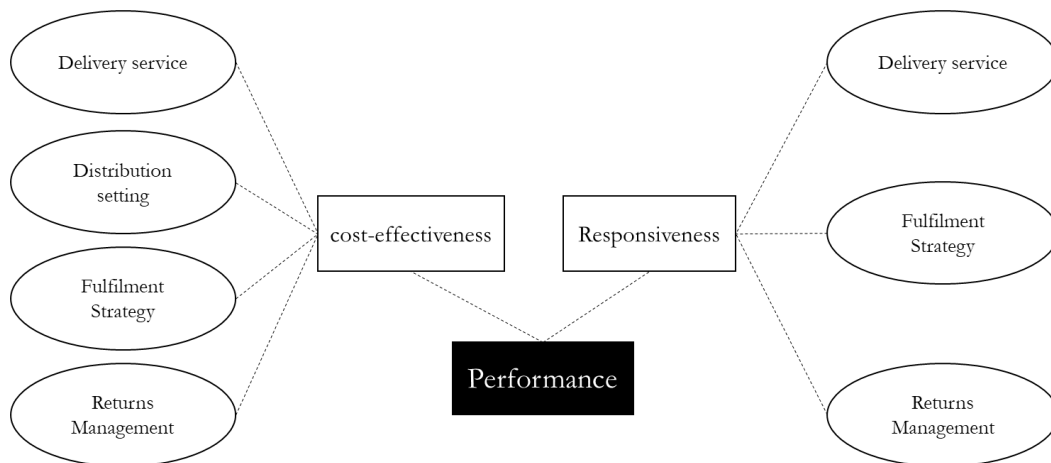 Delivery service
Distribution
setting
Fulfilment
Strategy
Returns
Management
cost-effectiveness
Responsiveness
Performance
Delivery service
Fulfilment
Strategy
Returns
Management